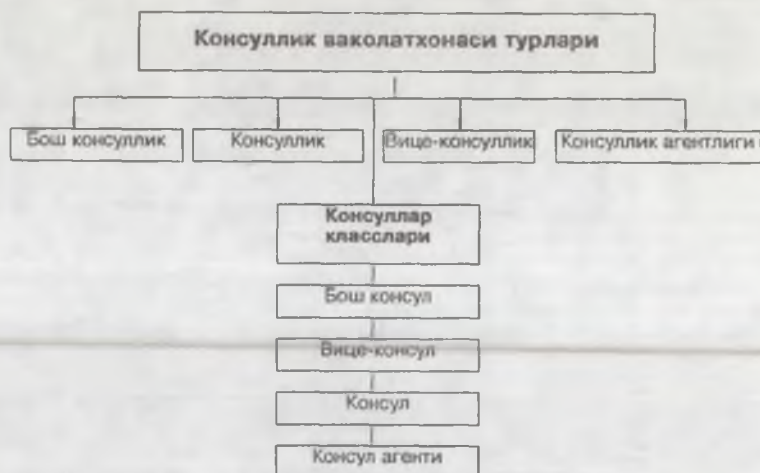 Консуллик ваколатхонаси турлари
Бош консуллик
Консуллик
Вице-консуллик
Консуллик агентлиги
Консуллар
класслари
Бош консул
Вице-консул
Консул
Консул агенти